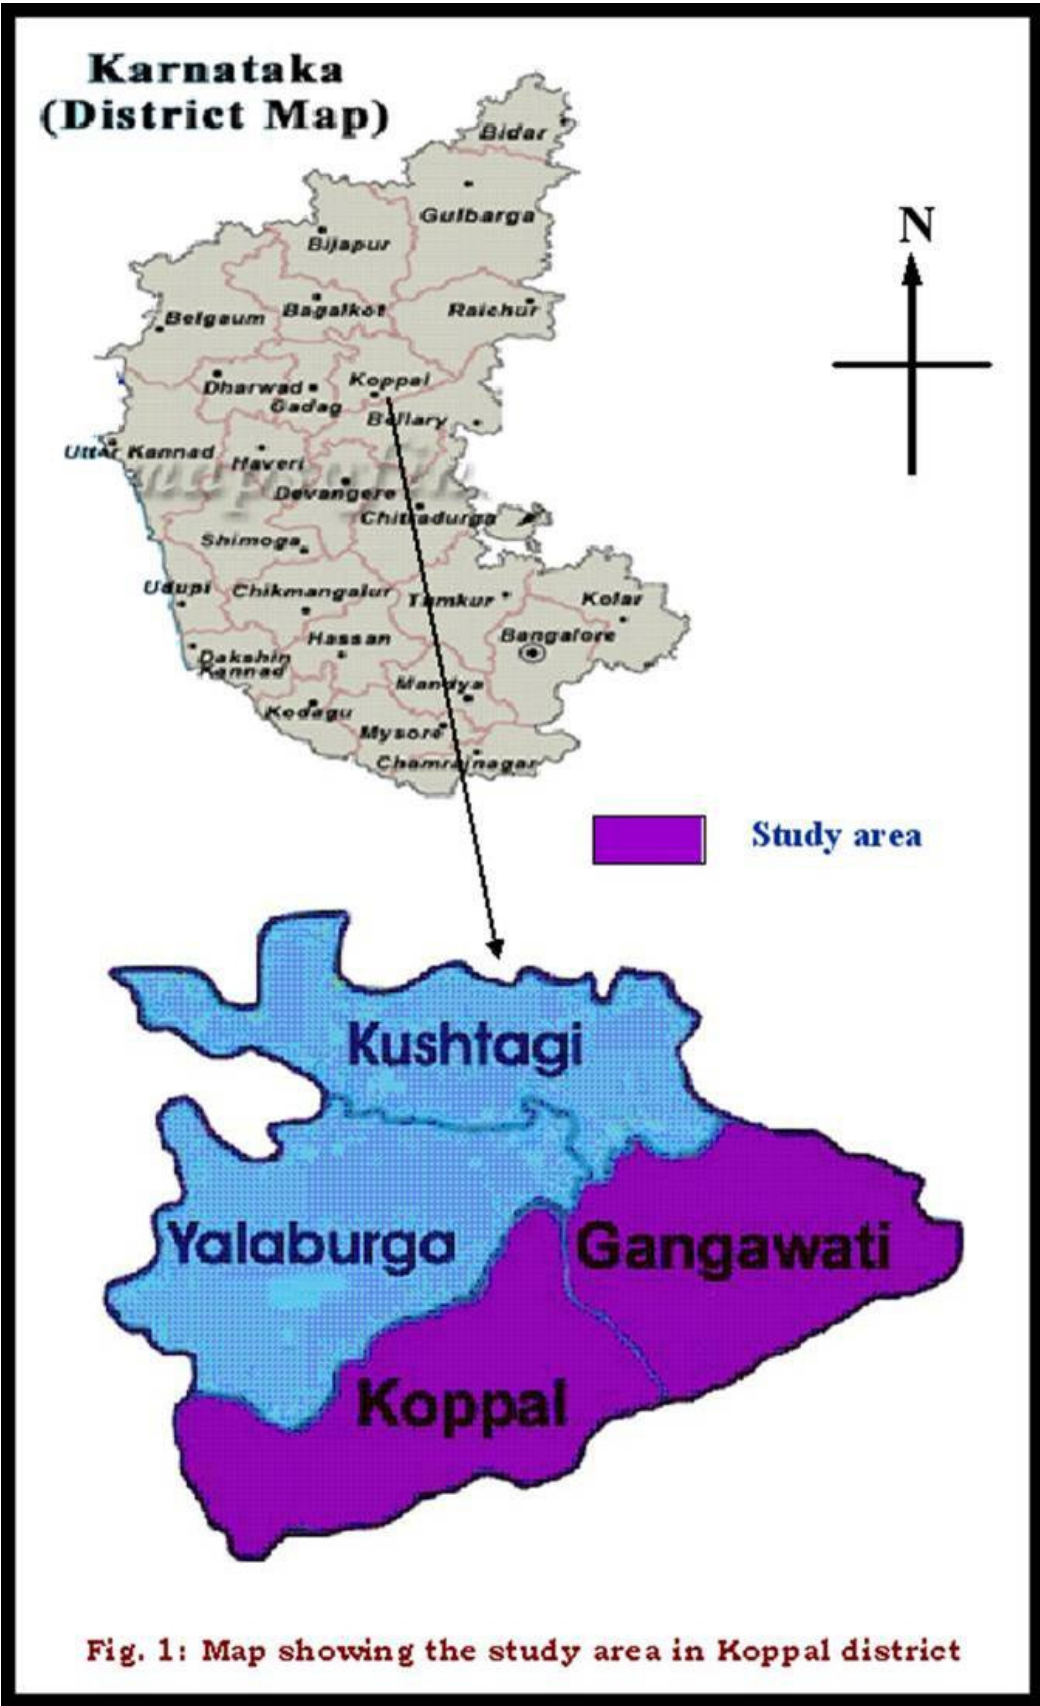 Karnataka
(District Map)
Bidar
Gulbarga
Bijapur
Bagalkot
Raichur
Belgaum
N
Dharwad
Koppal
Gadag
Bellary
Uttar Kannad
Haveri
Devangere
Chitradurga
Shimoga
Udupi
Chikmangalur
Tumkur
Kolar
Bangalore
Hassan
Dakshin
Kannad
Mandya
Kodagu
Mysore
Chamrajnagar
Study area
Kushtagi
Yalaburga
Gangawati
Koppal
Fig. 1: Map showing the study area in Koppal district